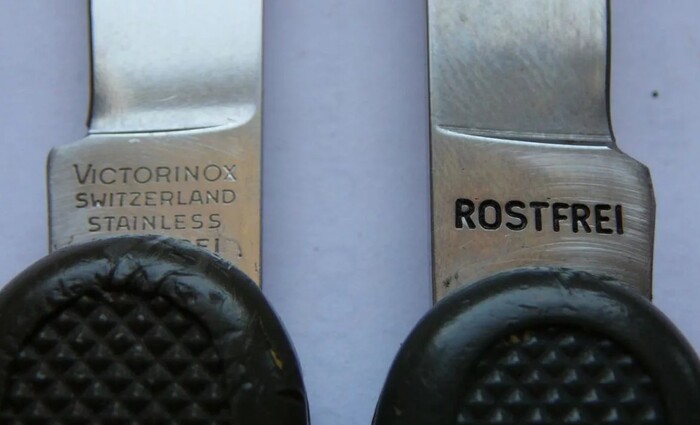 VICTORINOX
SWITZERLAND
STAINLESS
ROSTFREI